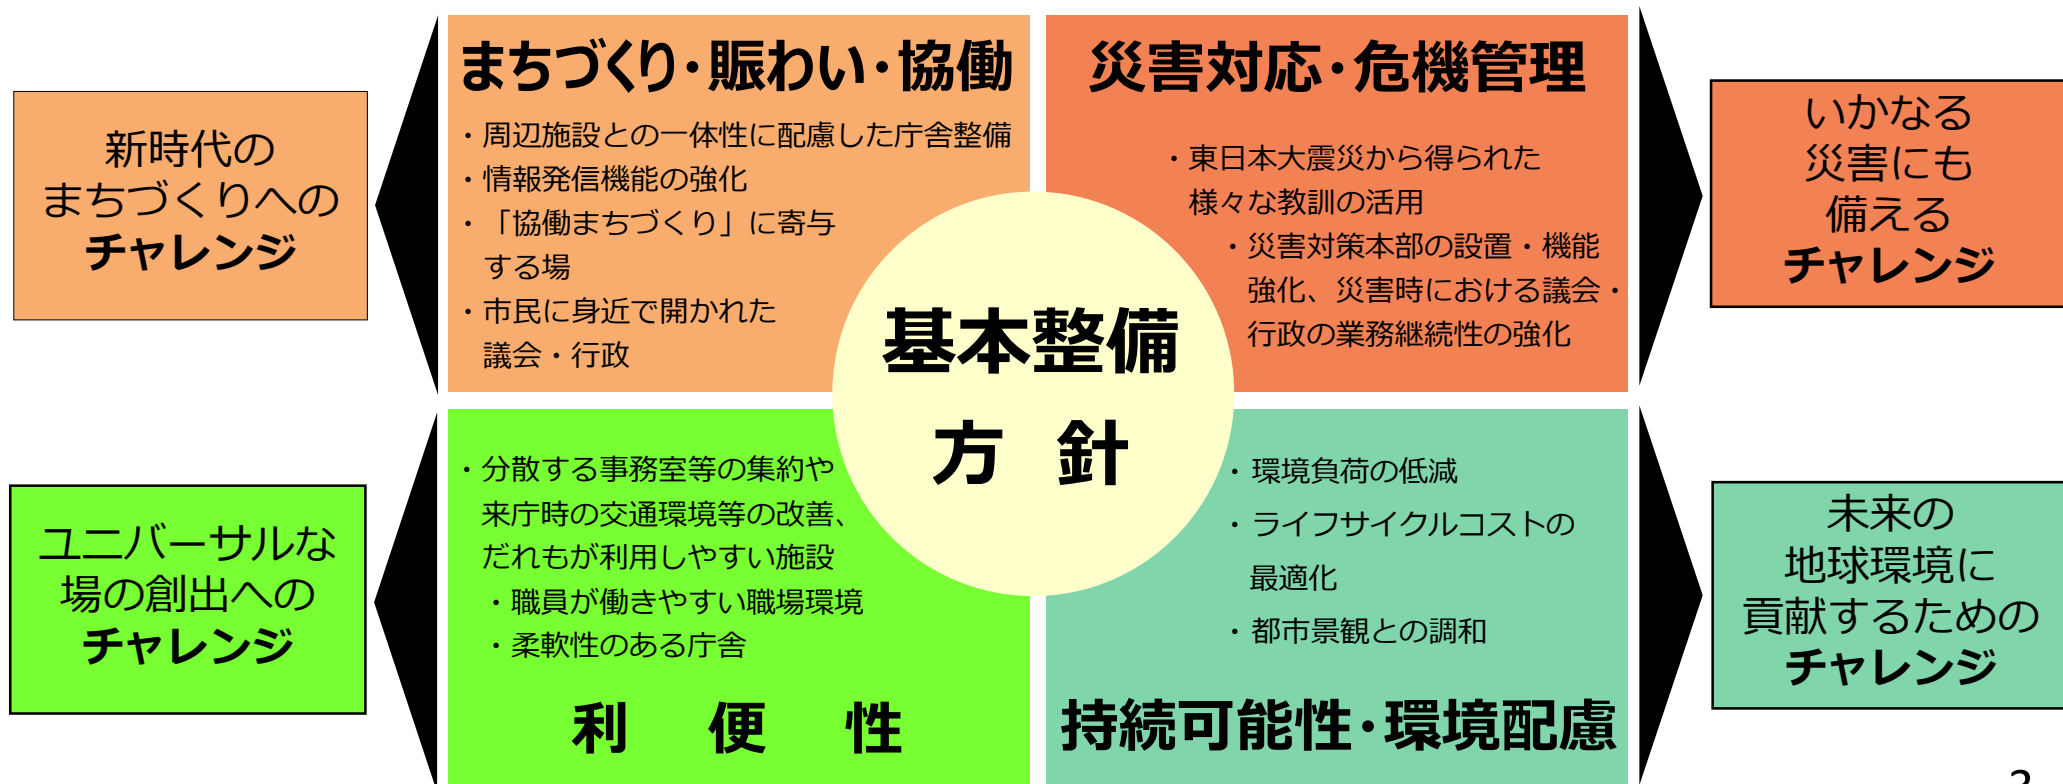 まちづくり・賑わい・協働
・周辺施設との一体性に配慮した庁舎整備
・情報発信機能の強化
・「協働まちづくり」に寄与
する場
・市民に身近で開かれた
議会・行政
新時代の
まちづくりへの
チャレンジ
災害対応・危機管理
・東日本大震災から得られた
様々な教訓の活用
・災害対策本部の設置・機能
強化、災害時における議会・
行政の業務継続性の強化
いかなる
災害にも
備える
チャレンジ
基本整備
方 針
・分散する事務室等の集約や
来庁時の交通環境等の改善、
だれもが利用しやすい施設
・職員が働きやすい職場環境
・柔軟性のある庁舎
利 便 性
ユニバーサルな
場の創出への
チャレンジ
・環境負荷の低減
・ライフサイクルコストの
最適化
・都市景観との調和
持続可能性・環境配慮
未来の
地球環境に
貢献するための
チャレンジ